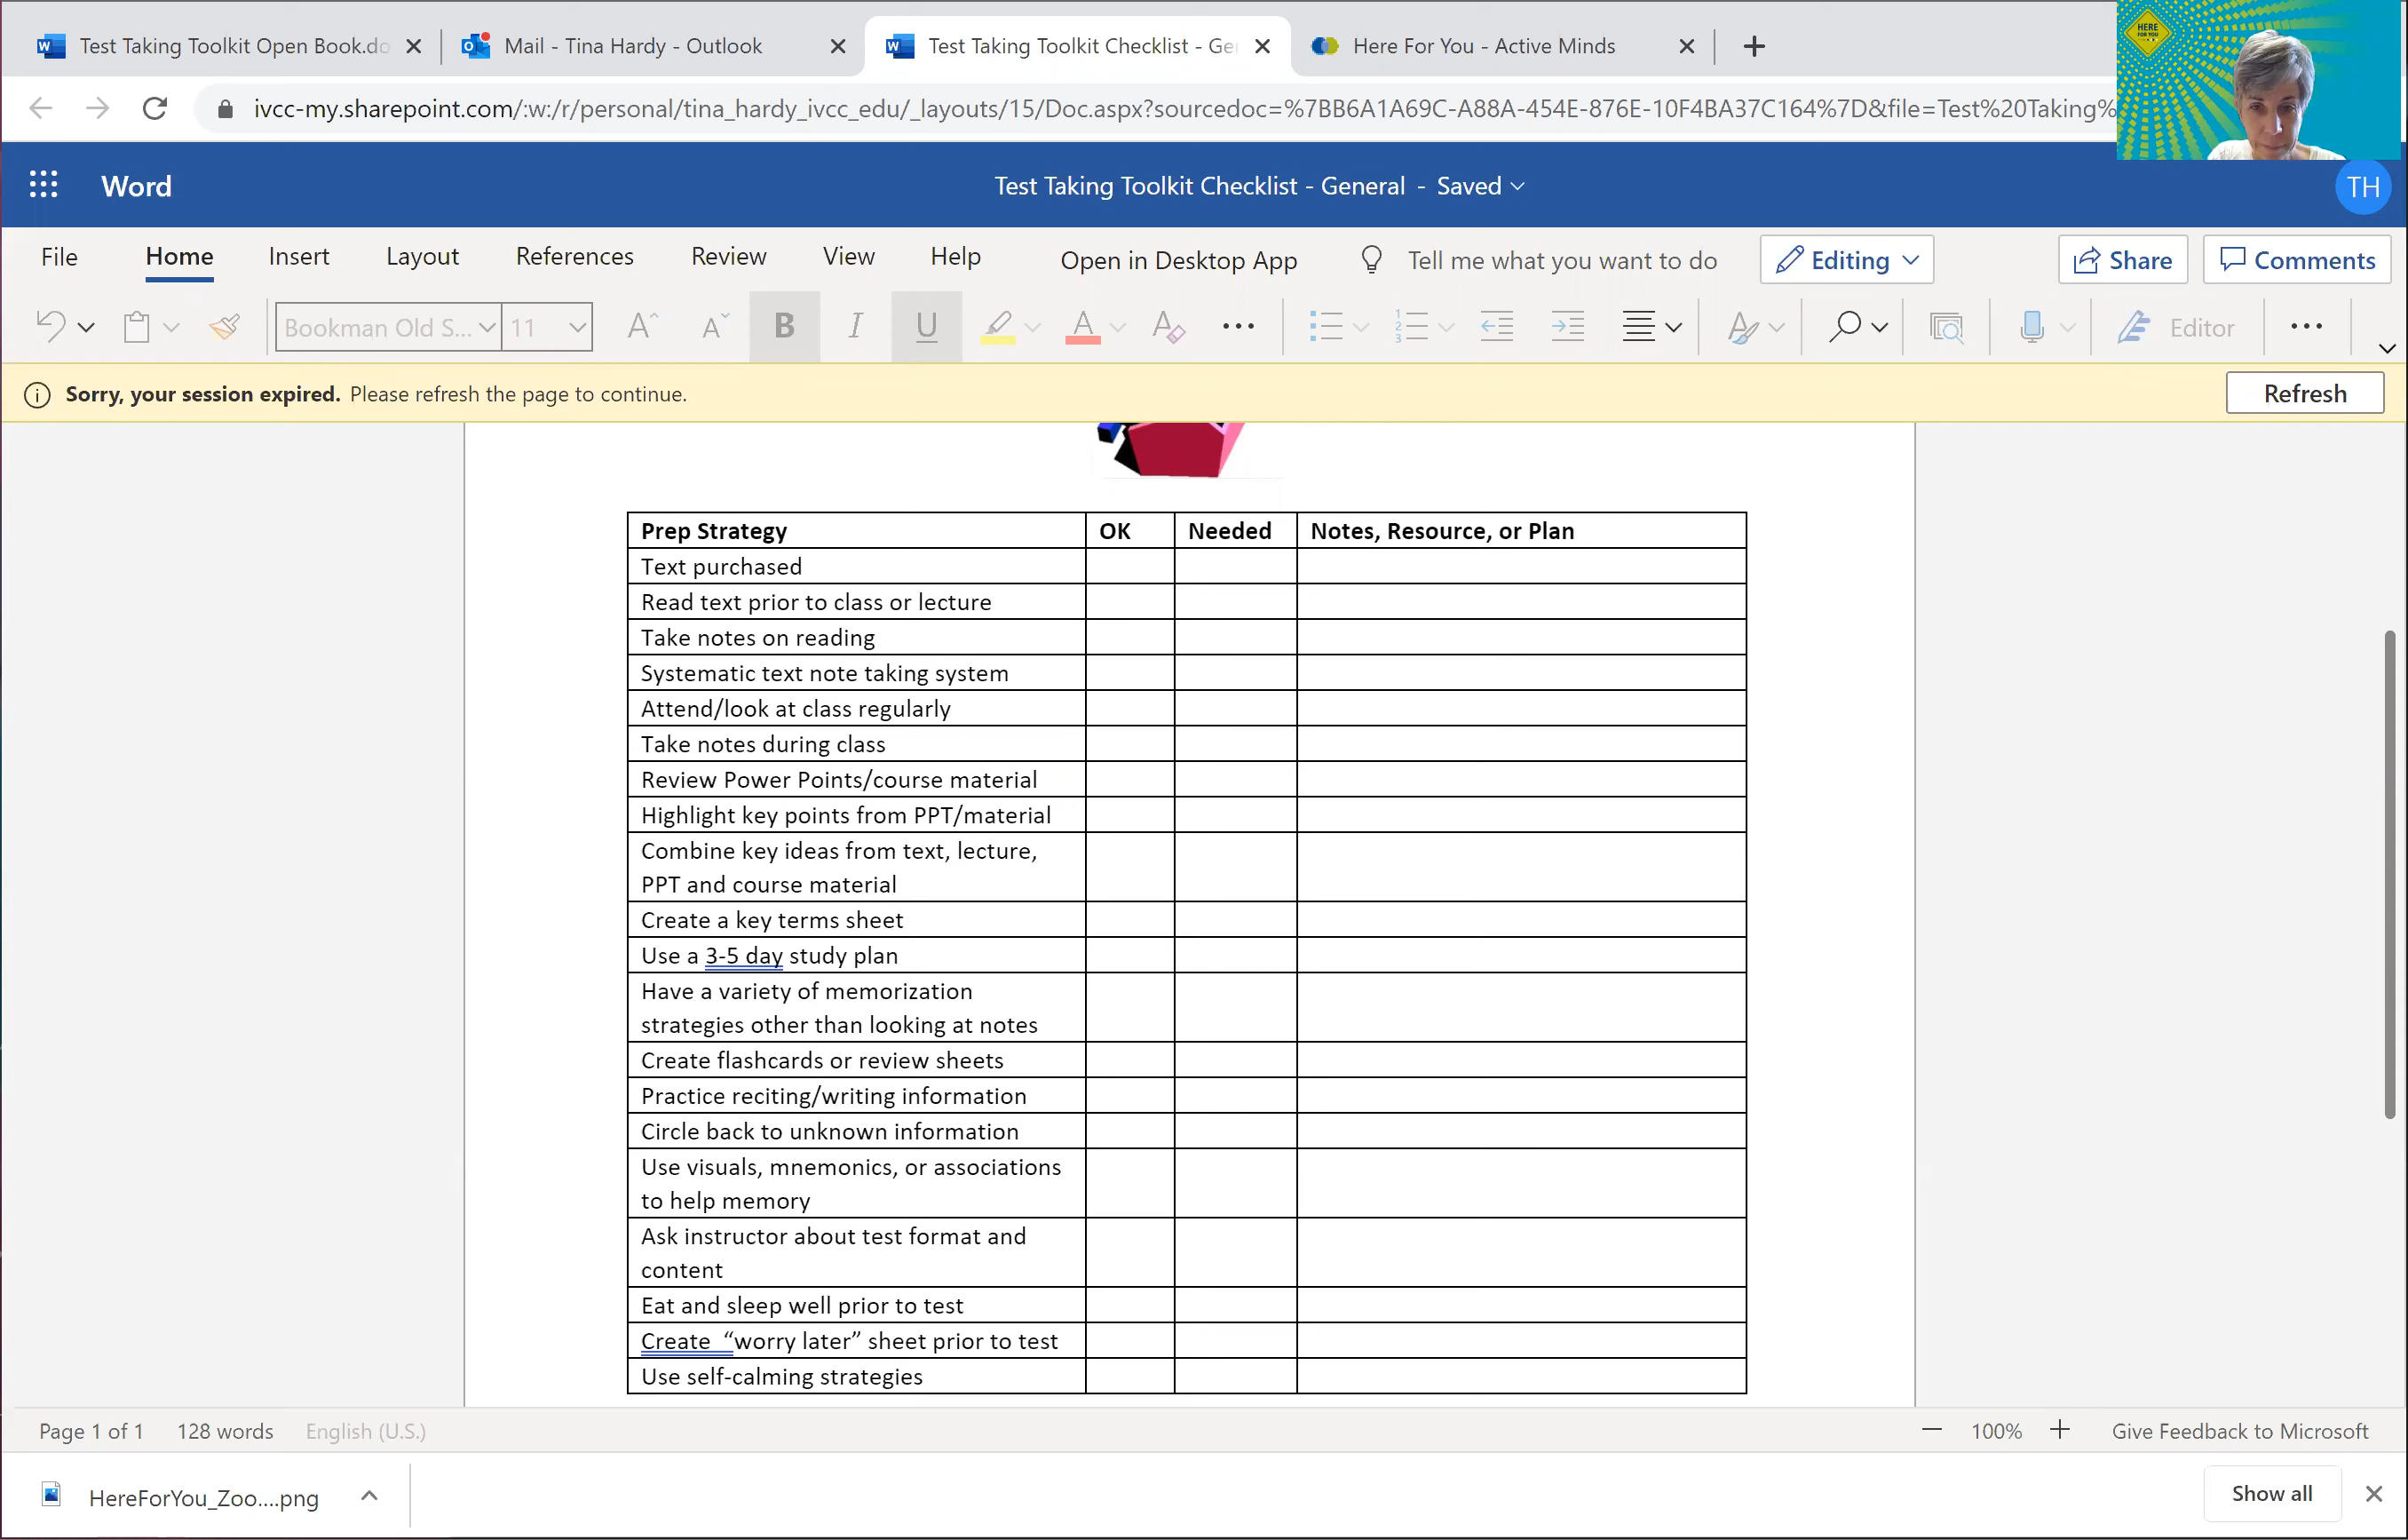 Test Taking Toolkit Open Book.do
Mail - Tina Hardy - Outlook
Test Taking Toolkit Checklist - Ge
Here For You - Active Minds
HERE
FOR YOU
ivcc-my.sharepoint.com/:w:/r/personal/tina_hardy_ivcc_edu/_layouts/15/Doc.aspx?sourcedoc=%7BB6A1A69C-A88A-454E-876E-10F4BA37C164%7D&file=Test%20Taking%
Word
Test Taking Toolkit Checklist - General - Saved
TH
File Home Insert Layout References Review View Help Open in Desktop App Tell me what you want to do Editing Share Comments
Bookman Old S... 11 B I U Editor
Sorry, your session expired. Please refresh the page to continue. Refresh
Prep Strategy OK Needed Notes, Resource, or Plan
Text purchased
Read text prior to class or lecture
Take notes on reading
Systematic text note taking system
Attend/look at class regularly
Take notes during class
Review Power Points/course material
Highlight key points from PPT/material
Combine key ideas from text, lecture,
PPT and course material
Create a key terms sheet
Use a 3-5 day study plan
Have a variety of memorization
strategies other than looking at notes
Create flashcards or review sheets
Practice reciting/writing information
Circle back to unknown information
Use visuals, mnemonics, or associations
to help memory
Ask instructor about test format and
content
Eat and sleep well prior to test
Create “worry later” sheet prior to test
Use self-calming strategies
Page 1 of 1 128 words English (U.S.) 100% Give Feedback to Microsoft
HereForYou_Zoo....png Show all